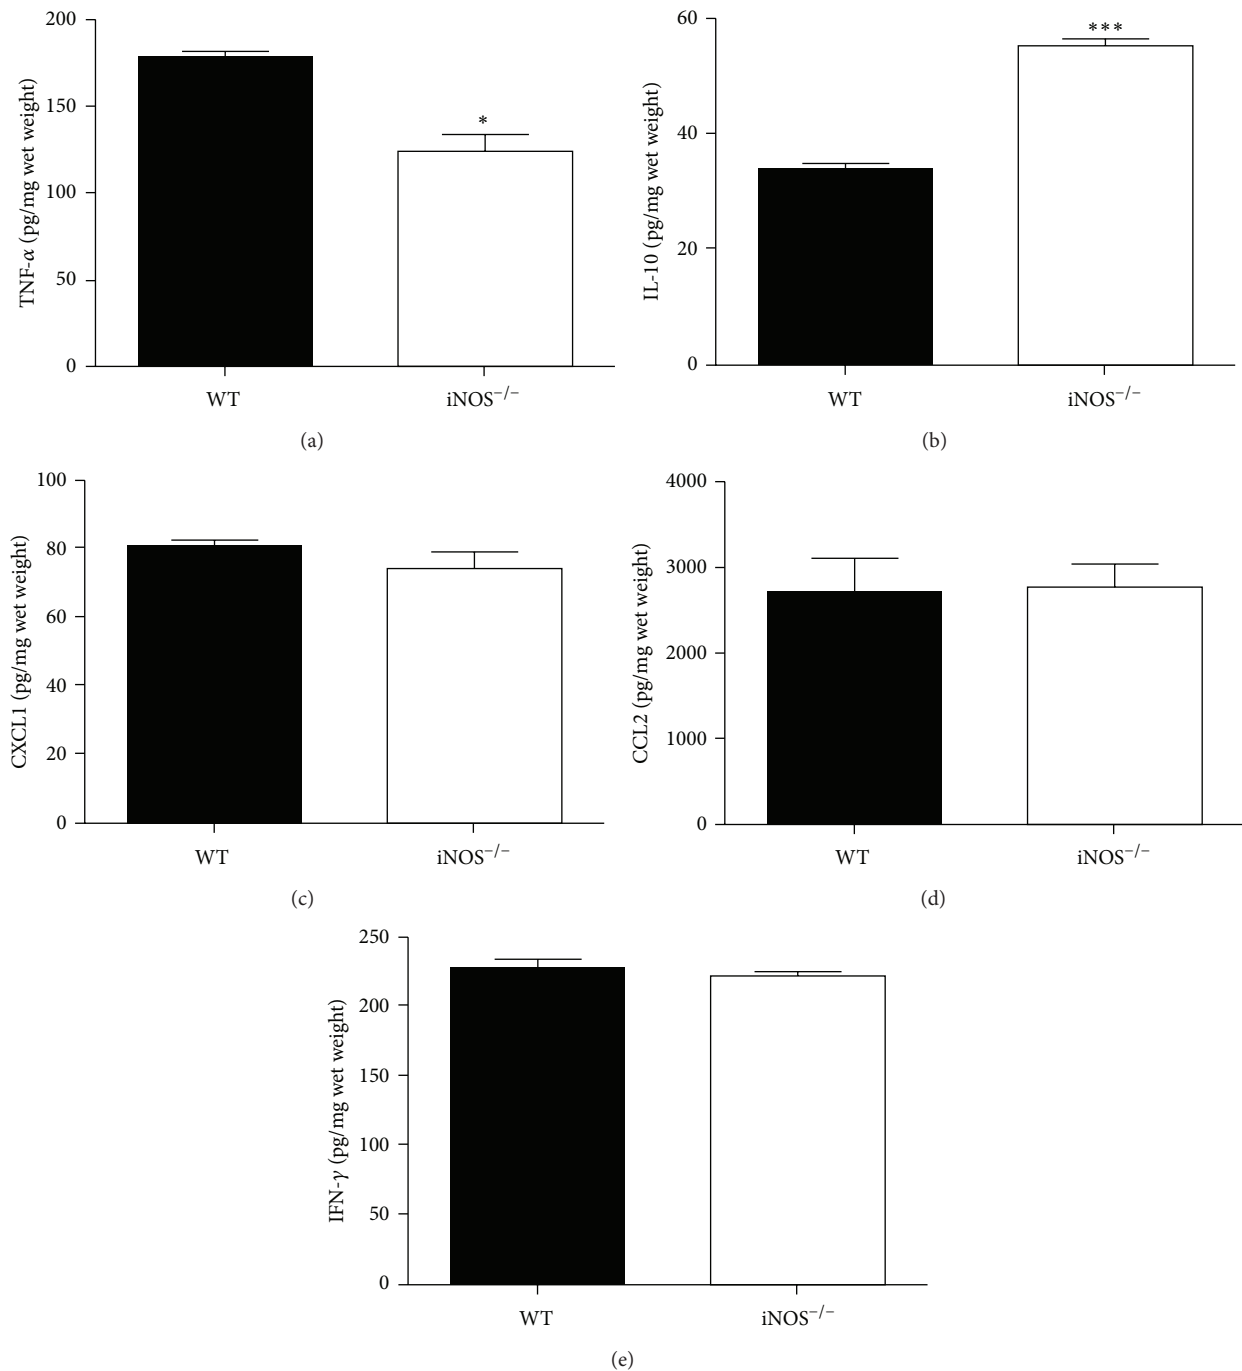 200
150
100
50
0
TNF-α (pg/mg wet weight)
*
WT
iNOS⁻/⁻
(a)
60
40
20
0
IL-10 (pg/mg wet weight)
***
WT
iNOS⁻/⁻
(b)
100
80
60
40
20
0
CXCL1 (pg/mg wet weight)
WT
iNOS⁻/⁻
(c)
4000
3000
2000
1000
0
CCL2 (pg/mg wet weight)
WT
iNOS⁻/⁻
(d)
250
200
150
100
50
0
IFN-γ (pg/mg wet weight)
WT
iNOS⁻/⁻
(e)